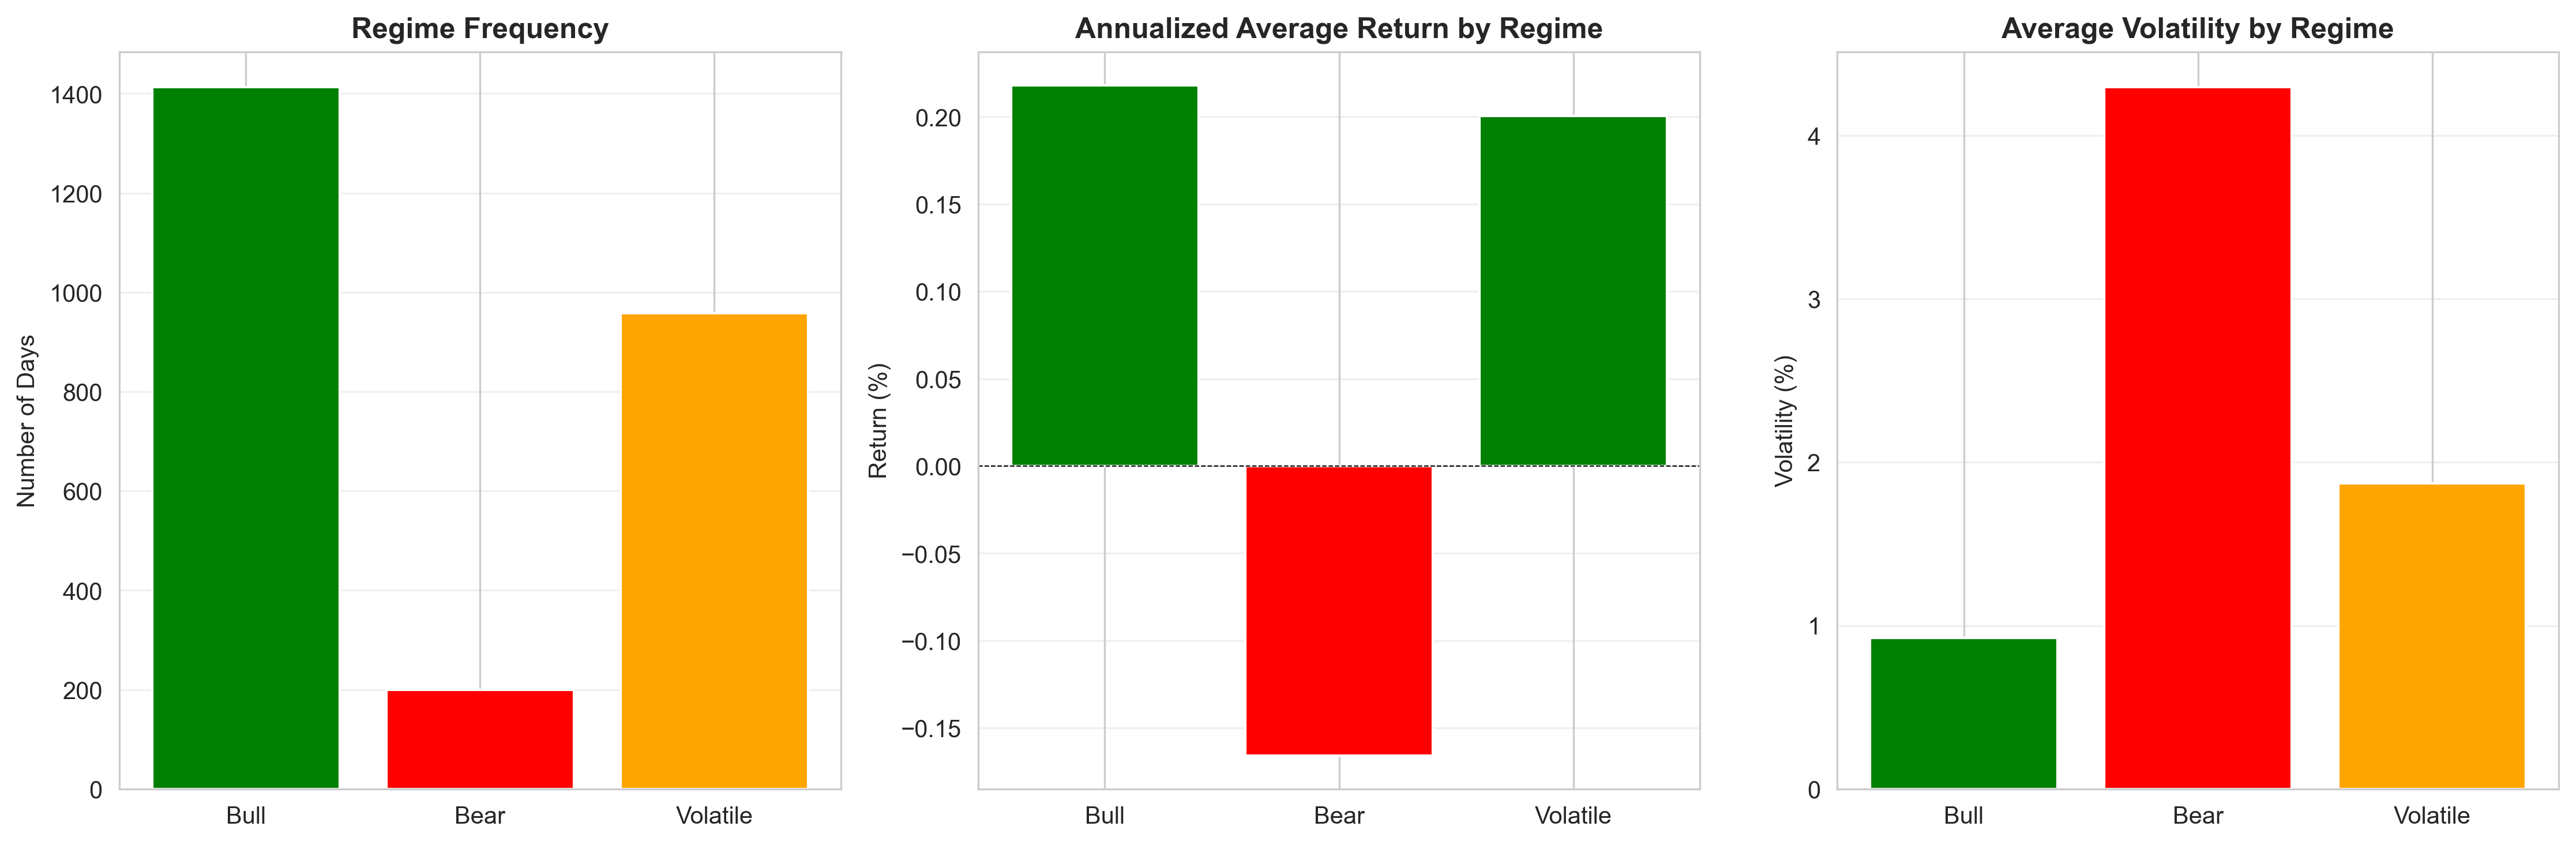 Regime Frequency
Number of Days
1400
1200
1000
800
600
400
200
0
Bull Bear Volatile
Annualized Average Return by Regime
Return (%)
0.20
0.15
0.10
0.05
0.00
−0.05
−0.10
−0.15
Bull Bear Volatile
Average Volatility by Regime
Volatility (%)
4
3
2
1
0
Bull Bear Volatile